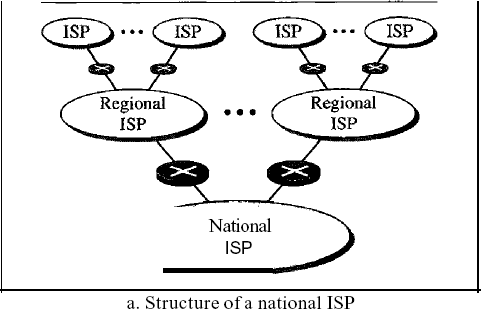 ISP ••• ISP ISP ••• ISP
Regional Regional
ISP ••• ISP
National
ISP
a. Structure of a national ISP